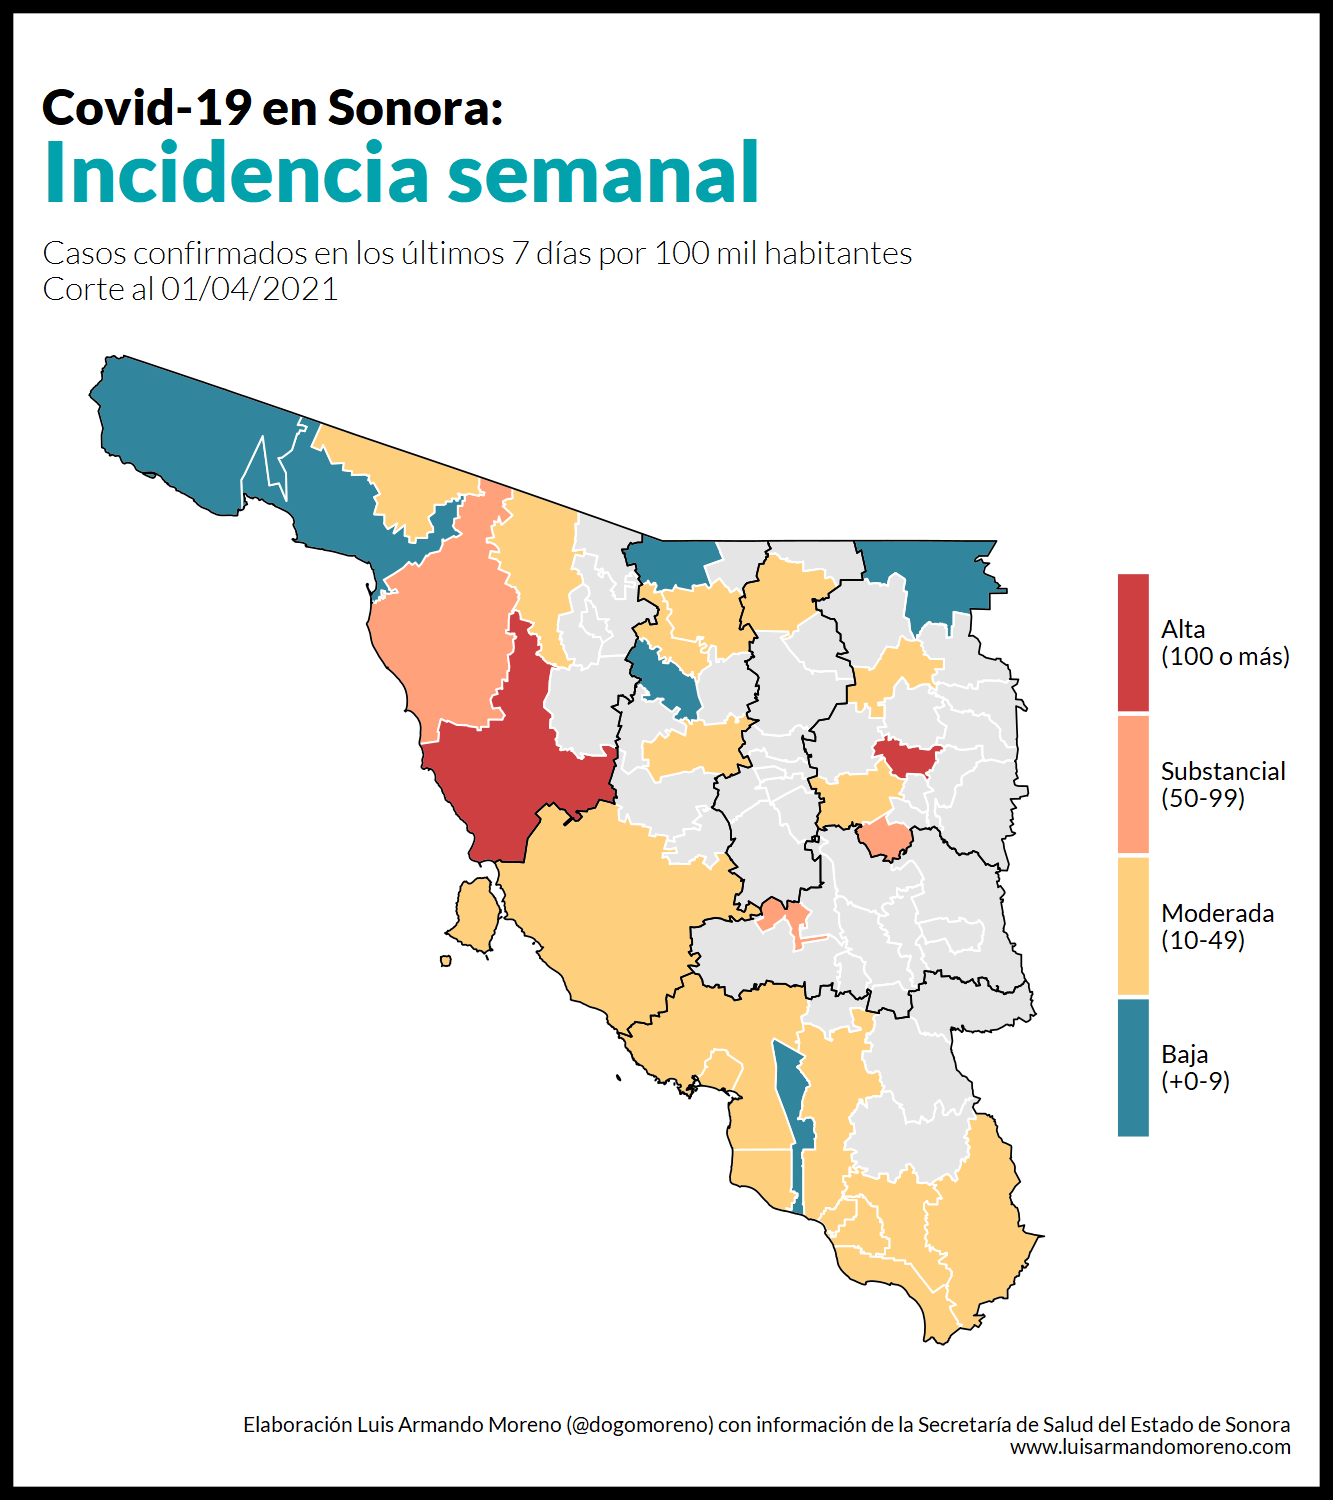 Covid-19 en Sonora:
Incidencia semanal
Casos confirmados en los últimos 7 días por 100 mil habitantes
Corte al 01/04/2021
Alta
(100 o más)
Substancial
(50-99)
Moderada
(10-49)
Baja
(+0-9)
Elaboración Luis Armando Moreno (@dogomoreno) con información de la Secretaría de Salud del Estado de Sonora
www.luisarmandomoreno.com